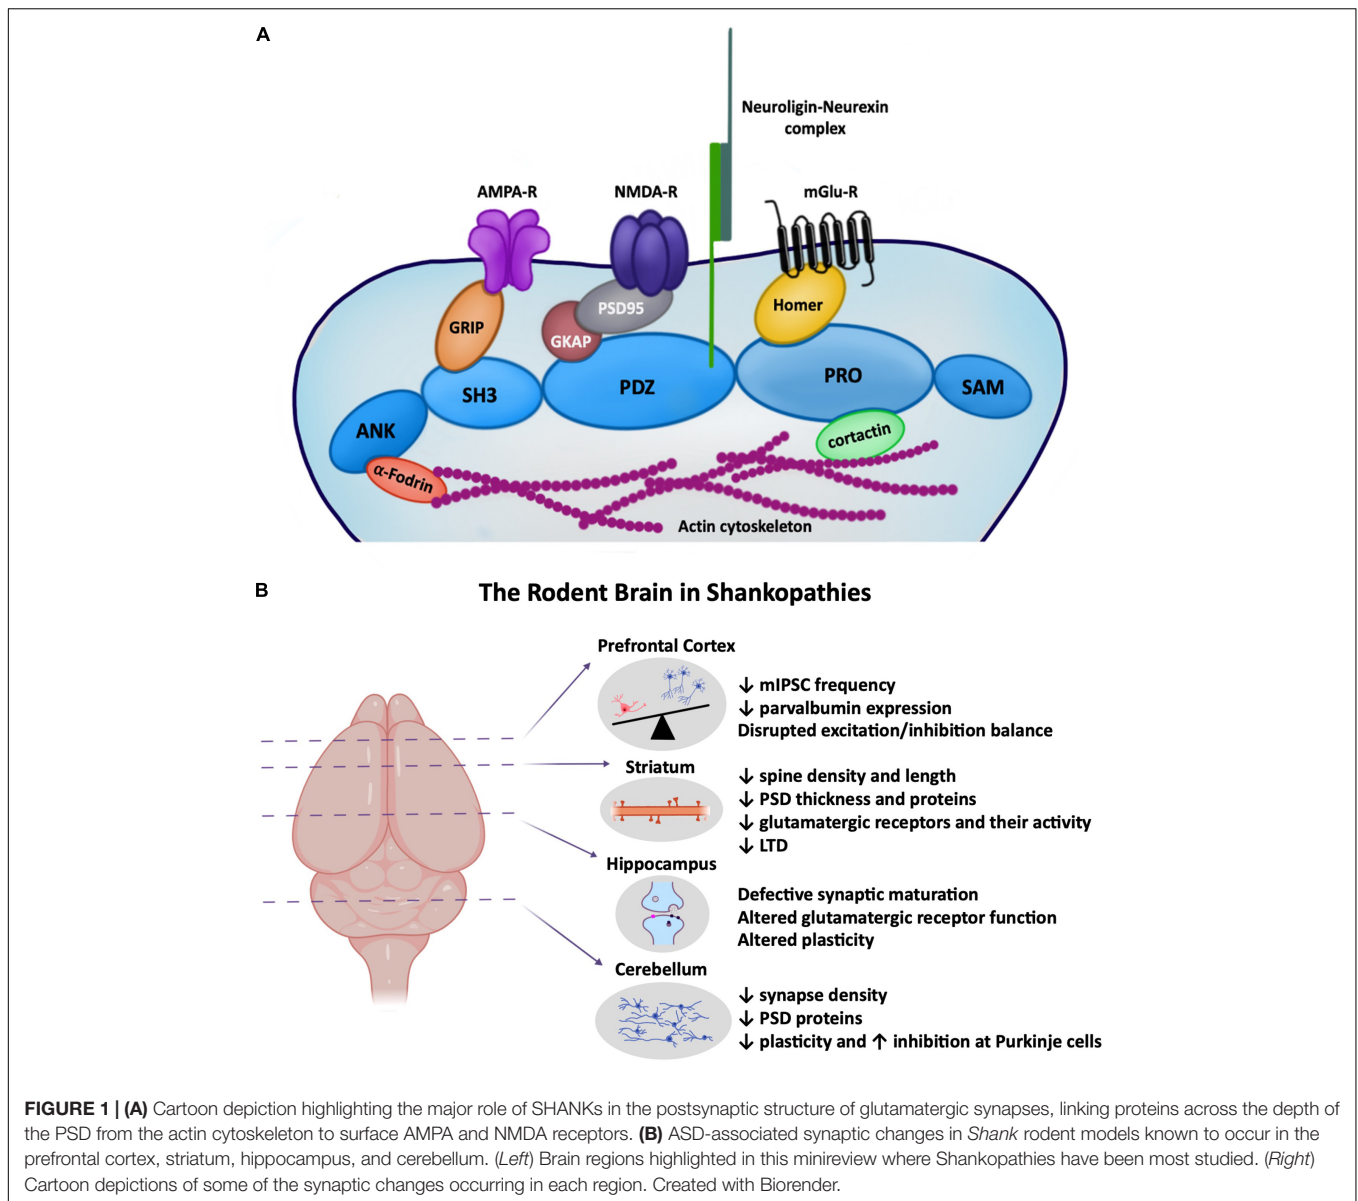 A
Neuroligin-Neurexin
complex
AMPA-R
NMDA-R
mGlu-R
GRIP
GKAP
PSD95
Homer
ANK
SH3
PDZ
PRO
SAM
α-Fodrin
cortactin
Actin cytoskeleton
B
The Rodent Brain in Shankopathies
Prefrontal Cortex
↓ mIPSC frequency
↓ parvalbumin expression
Disrupted excitation/inhibition balance
Striatum
↓ spine density and length
↓ PSD thickness and proteins
↓ glutamatergic receptors and their activity
↓ LTD
Hippocampus
Defective synaptic maturation
Altered glutamatergic receptor function
Altered plasticity
Cerebellum
↓ synapse density
↓ PSD proteins
↓ plasticity and ↑ inhibition at Purkinje cells
FIGURE 1 | (A) Cartoon depiction highlighting the major role of SHANKs in the postsynaptic structure of glutamatergic synapses, linking proteins across the depth of
the PSD from the actin cytoskeleton to surface AMPA and NMDA receptors. (B) ASD-associated synaptic changes in Shank rodent models known to occur in the
prefrontal cortex, striatum, hippocampus, and cerebellum. (Left) Brain regions highlighted in this minireview where Shankopathies have been most studied. (Right)
Cartoon depictions of some of the synaptic changes occurring in each region. Created with Biorender.